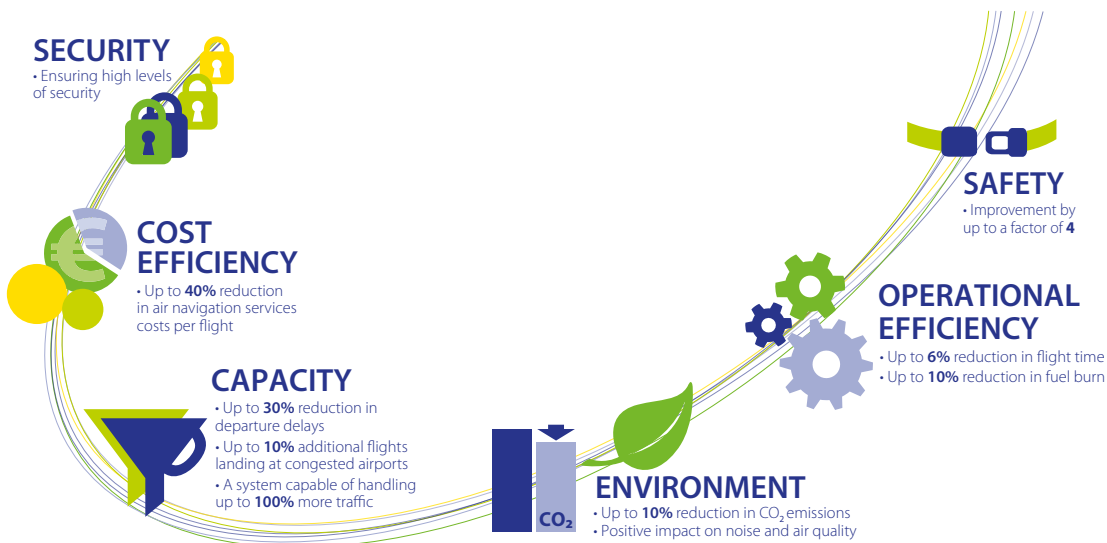 SECURITY
• Ensuring high levels
of security
COST
EFFICIENCY
• Up to 40% reduction
in air navigation services
costs per flight
CAPACITY
• Up to 30% reduction in
departure delays
• Up to 10% additional flights
landing at congested airports
• A system capable of handling
up to 100% more traffic
CO₂
ENVIRONMENT
• Up to 10% reduction in CO₂ emissions
• Positive impact on noise and air quality
OPERATIONAL
EFFICIENCY
• Up to 6% reduction in flight time
• Up to 10% reduction in fuel burn
SAFETY
• Improvement by
up to a factor of 4